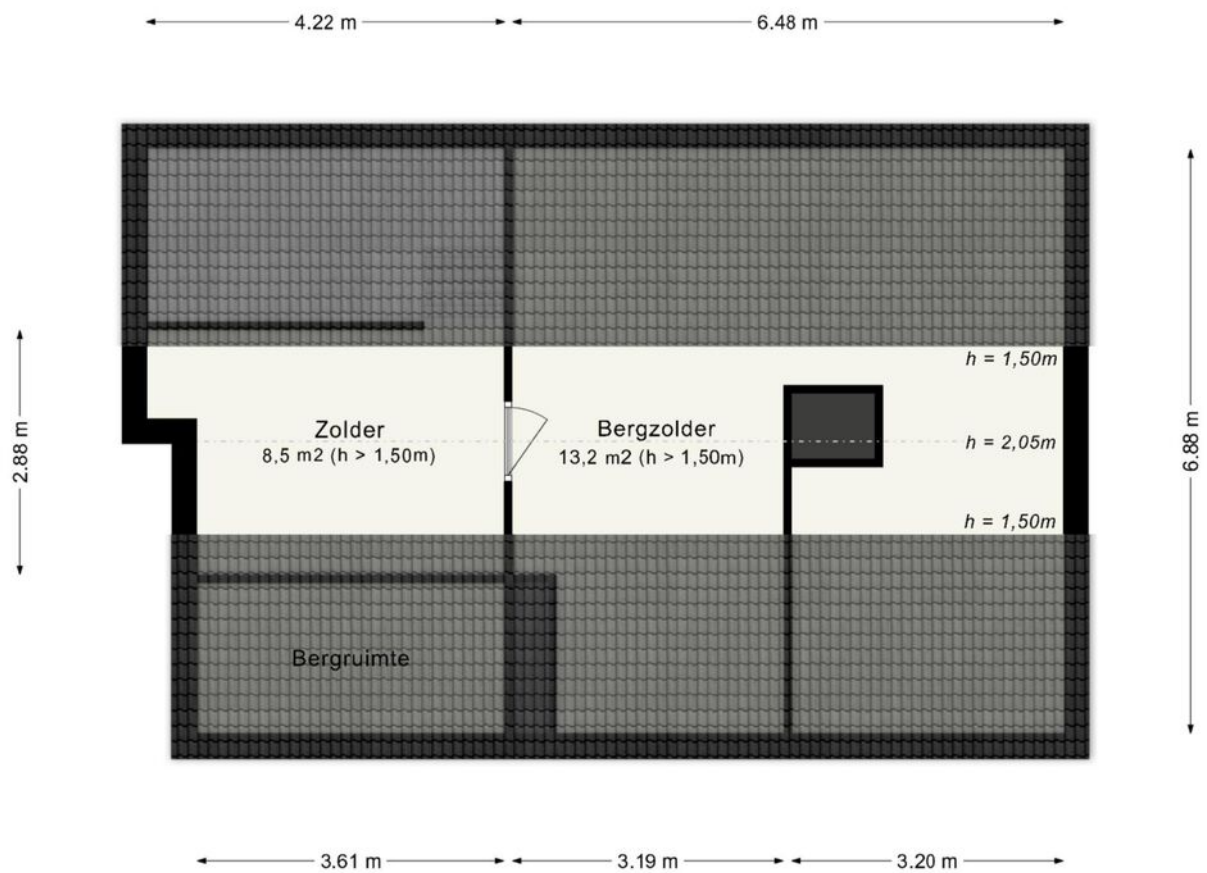 4.22 m
6.48 m
h = 1,50m
Zolder
8,5 m2 (h > 1,50m)
Bergzolder
13,2 m2 (h > 1,50m)
h = 2,05m
2.88 m
6.88 m
h = 1,50m
Bergruimte
3.61 m
3.19 m
3.20 m